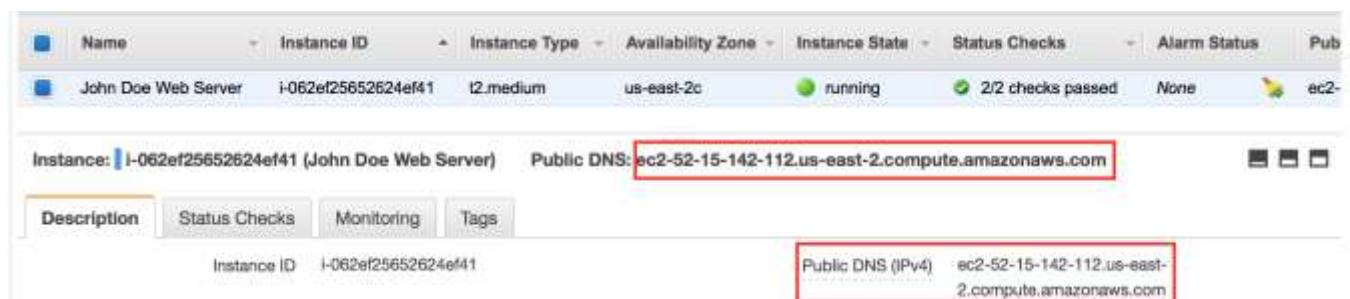 Name Instance ID Instance Type Availability Zone Instance State Status Checks Alarm Status Pub
John Doe Web Server i-062ef25652624ef41 t2.medium us-east-2c running 2/2 checks passed None ec2-
Instance: i-062ef25652624ef41 (John Doe Web Server) Public DNS: ec2-52-15-142-112.us-east-2.compute.amazonaws.com
Description Status Checks Monitoring Tags
Instance ID i-062ef25652624ef41 Public DNS (IPv4) ec2-52-15-142-112.us-east-
2.compute.amazonaws.com